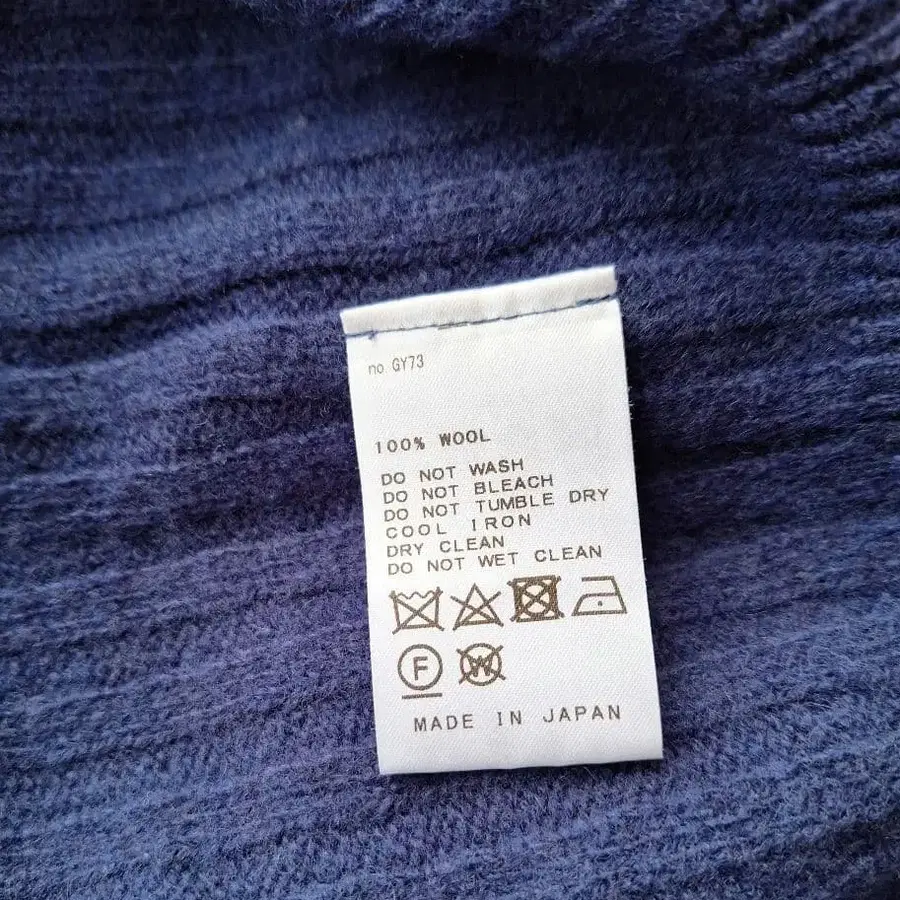 no GY73
100% WOOL
DO NOT WASH
DO NOT BLEACH
DO NOT TUMBLE DRY
COOL IRON
DRY CLEAN
DO NOT WET CLEAN
F W
MADE IN JAPAN